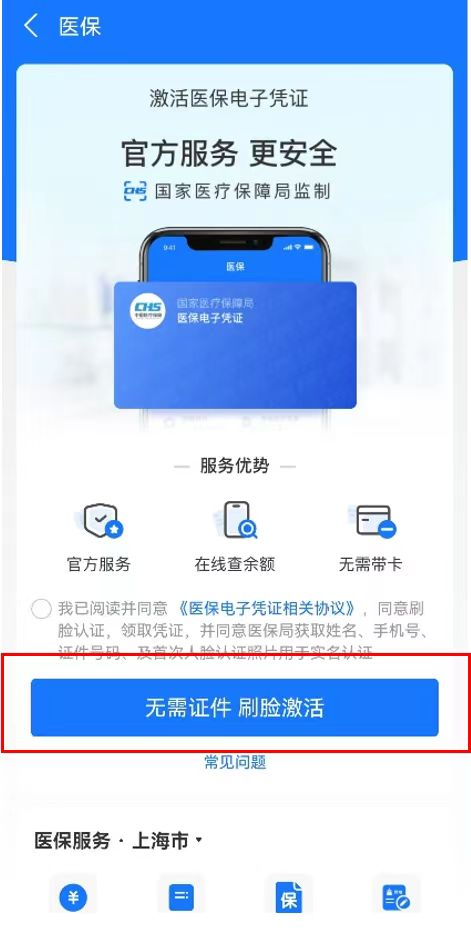 医保
激活医保电子凭证
官方服务 更安全
CHS 国家医疗保障局监制
9:41
医保
CHS 国家医疗保障局
中国医疗保障 医保电子凭证
服务优势
官方服务 在线查余额 无需带卡
我已阅读并同意《医保电子凭证相关协议》，同意刷
脸认证，领取凭证，并同意医保局获取姓名、手机号、
证件号码、及首次人脸认证照片用于实名认证
无需证件 刷脸激活
常见问题
医保服务 · 上海市
¥ 保